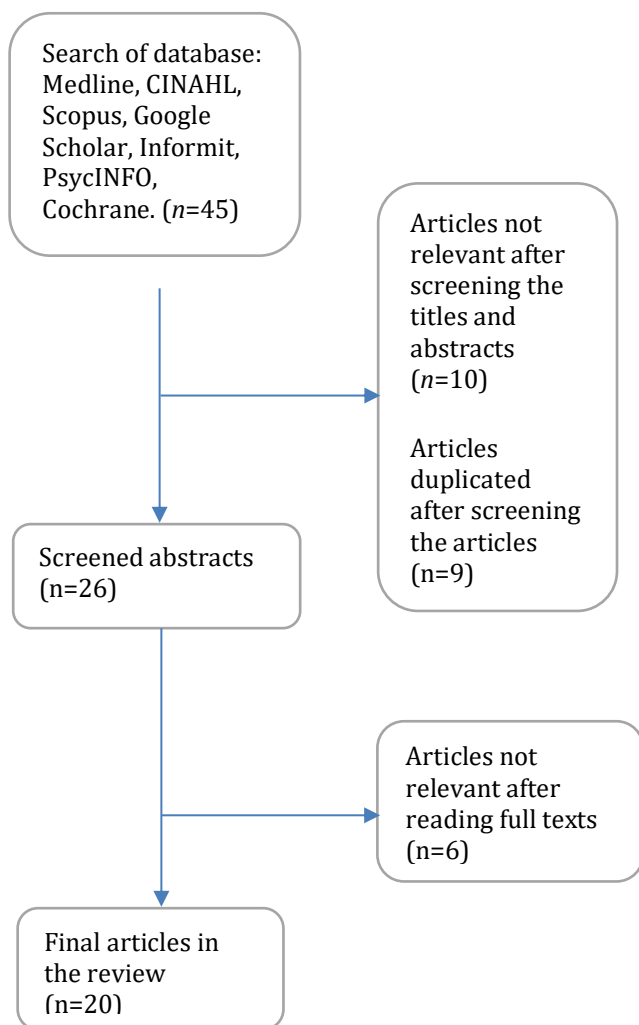 Search of database:
Medline, CINAHL,
Scopus, Google
Scholar, Informit,
PsycINFO,
Cochrane. (n=45)
Articles not
relevant after
screening the
titles and
abstracts
(n=10)
Articles
duplicated
after screening
the articles
(n=9)
Screened abstracts
(n=26)
Articles not
relevant after
reading full texts
(n=6)
Final articles in
the review
(n=20)